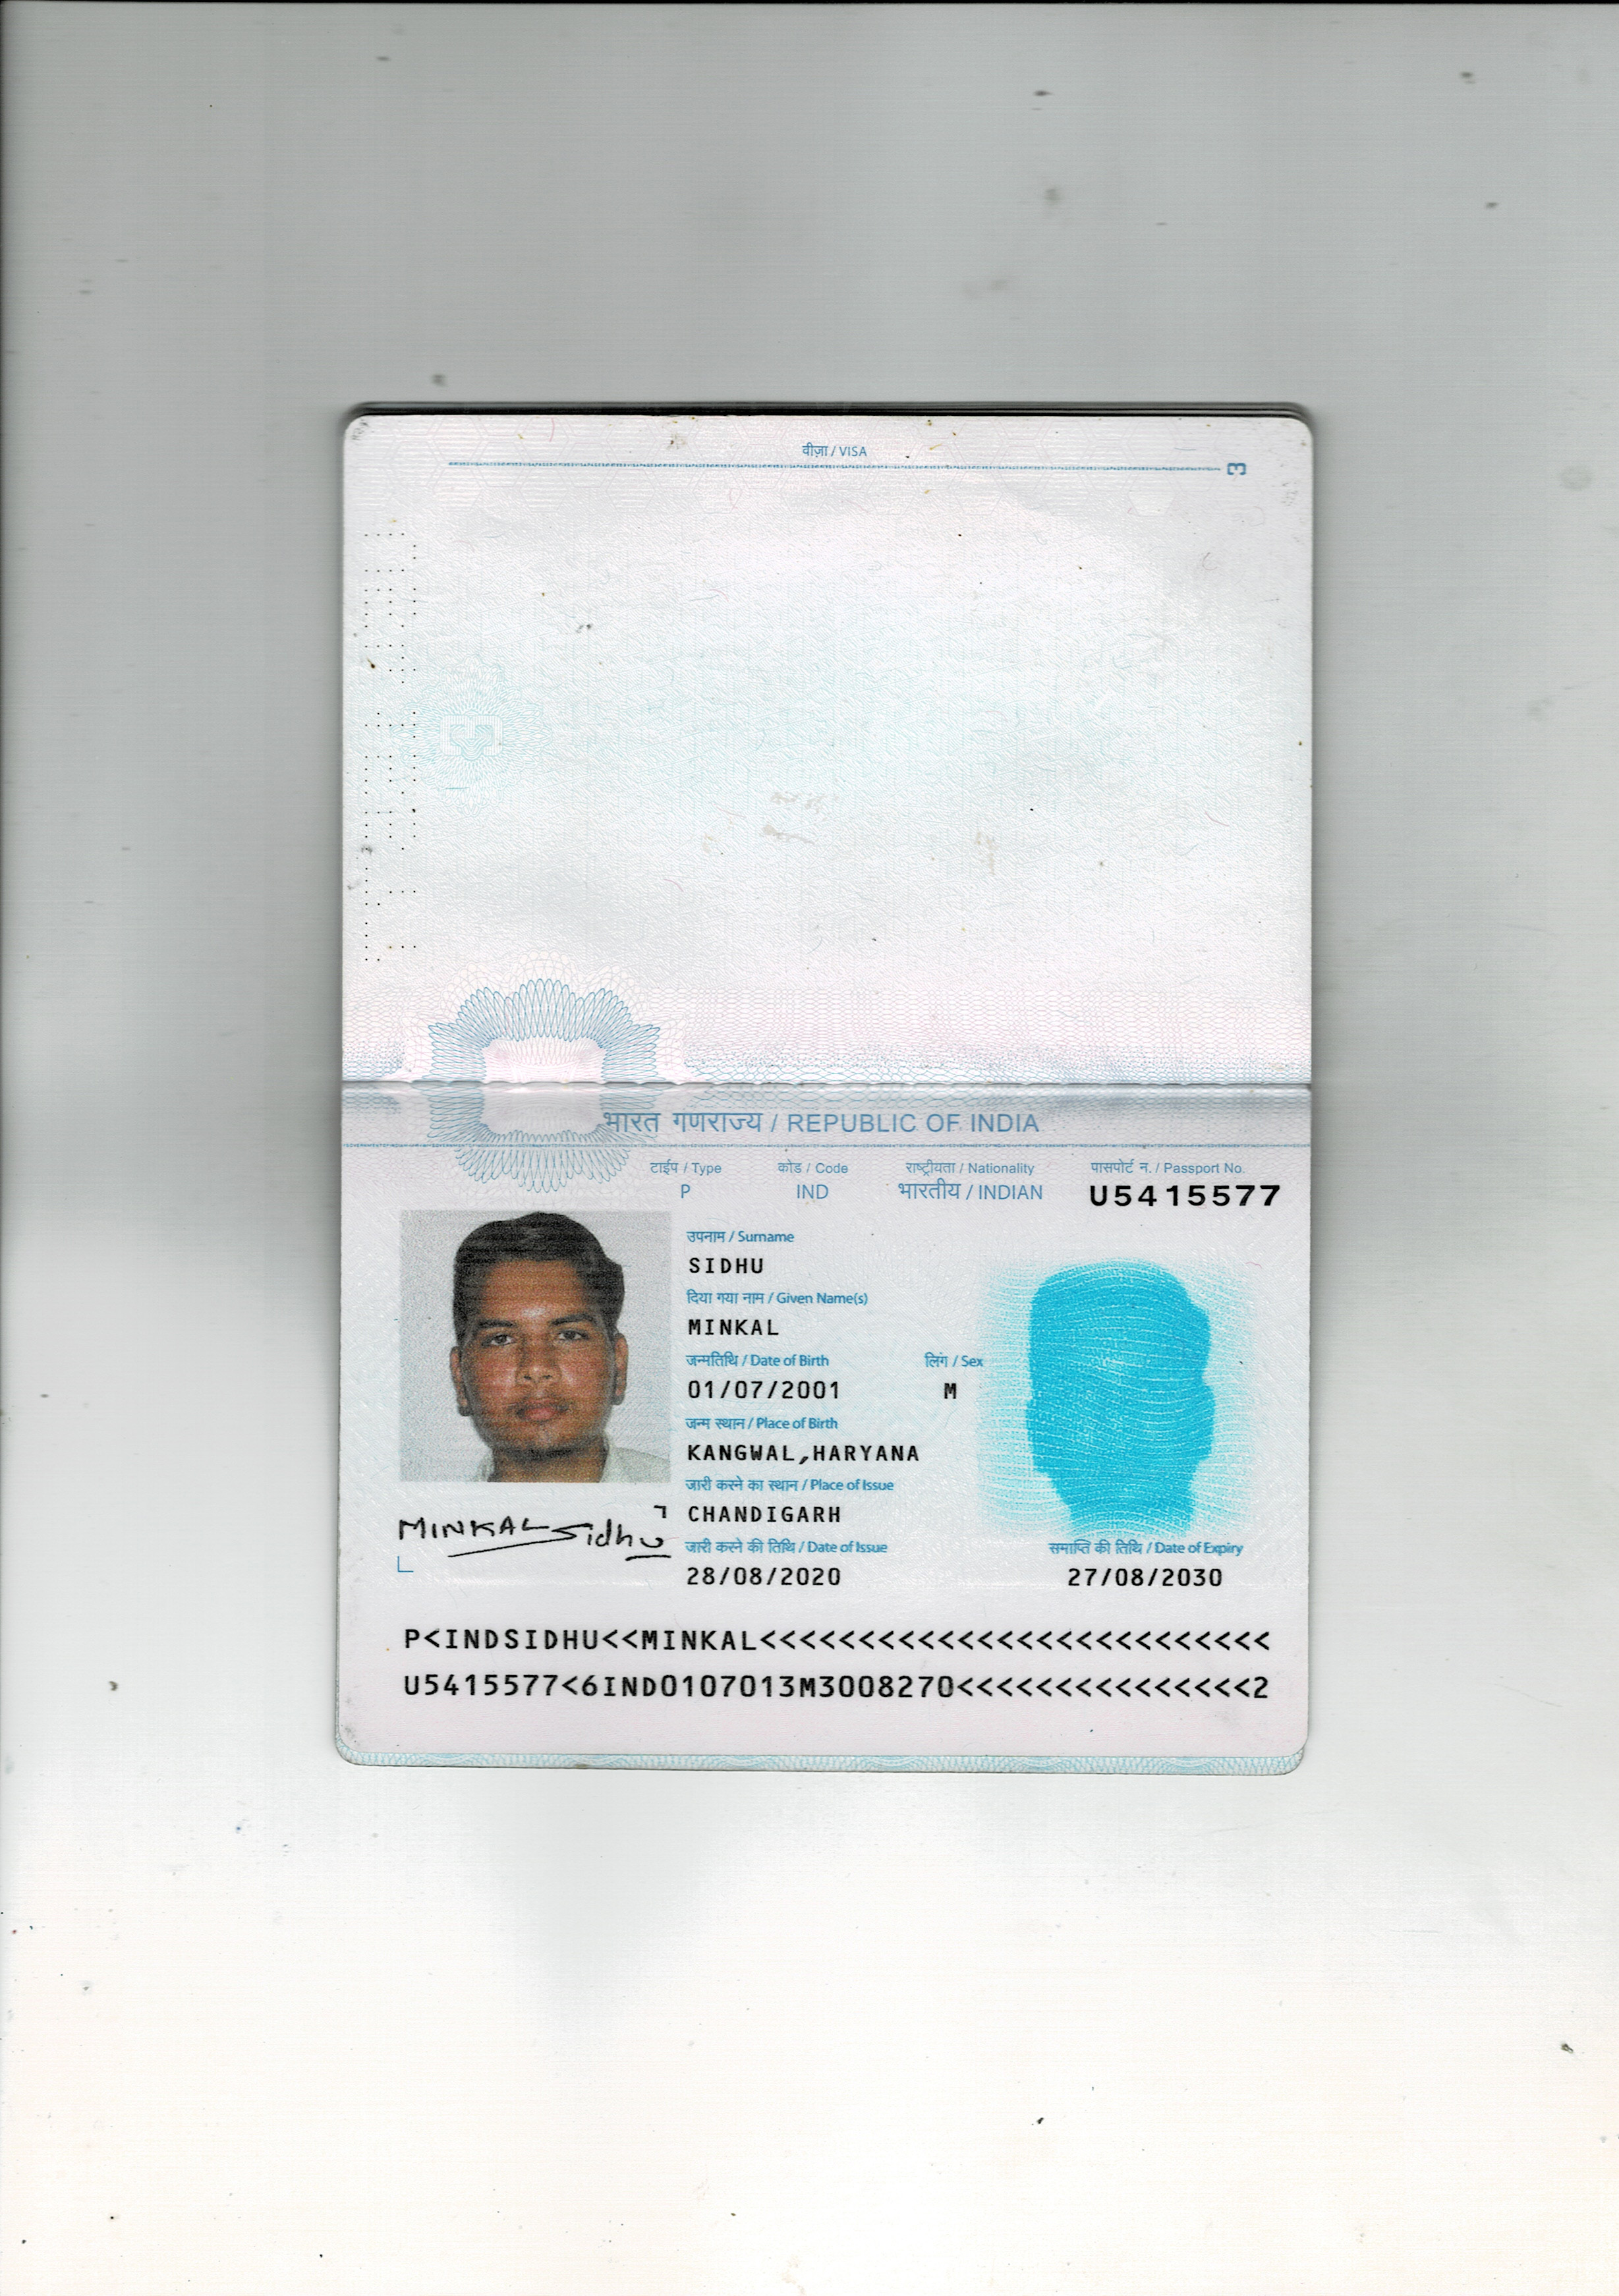 वीज़ा / VISA
3
भारत गणराज्य / REPUBLIC OF INDIA
टाईप / Type कोड / Code राष्ट्रीयता / Nationality पासपोर्ट न. / Passport No.
P IND भारतीय / INDIAN U5415577
उपनाम / Surname
SIDHU
दिया गया नाम / Given Name(s)
MINKAL
जन्मतिथि / Date of Birth लिंग / Sex
01/07/2001 M
जन्म स्थान / Place of Birth
KANGWAL,HARYANA
जारी करने का स्थान / Place of Issue
CHANDIGARH
MINKAL Sidhu
जारी करने की तिथि / Date of Issue समाप्ति की तिथि / Date of Expiry
28/08/2020 27/08/2030
P<INDSIDHU<<MINKAL<<<<<<<<<<<<<<<<<<<<<<<<<<
U5415577<6IND0107013M3008270<<<<<<<<<<<<<<<2